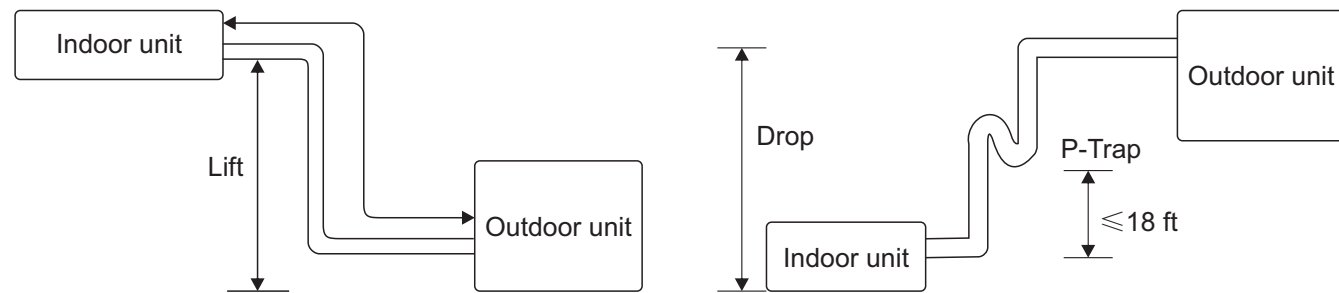 Indoor unit
Lift
Outdoor unit
Drop
P-Trap
≤18 ft
Indoor unit
Outdoor unit